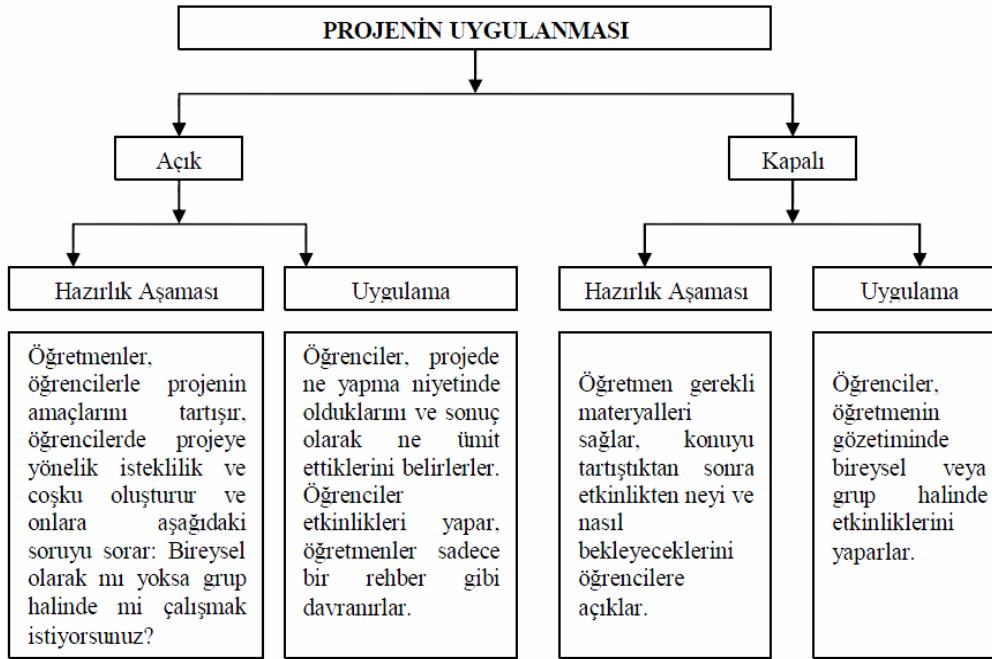 PROJENİN UYGULANMASI
Açık
Kapalı
Hazırlık Aşaması
Uygulama
Hazırlık Aşaması
Uygulama
Öğretmenler,
öğrencilerle projenin
amaçlarını tartışır,
öğrencilerde projeye
yönelik isteklilik ve
coşku oluşturur ve
onlara aşağıdaki
soruyu sorar: Bireysel
olarak mı yoksa grup
halinde mi çalışmak
istiyorsunuz?
Öğrenciler, projede
ne yapma niyetinde
olduklarını ve sonuç
olarak ne ümit
ettiklerini belirlerler.
Öğrenciler
etkinlikleri yapar,
öğretmenler sadece
bir rehber gibi
davranırlar.
Öğretmen gerekli
materyalleri
sağlar, konuyu
tartıştıktan sonra
etkinlikten neyi ve
nasıl
bekleyeceklerini
öğrencilere
açıklar.
Öğrenciler,
öğretmenin
gözetiminde
bireysel veya
grup halinde
etkinliklerini
yaparlar.